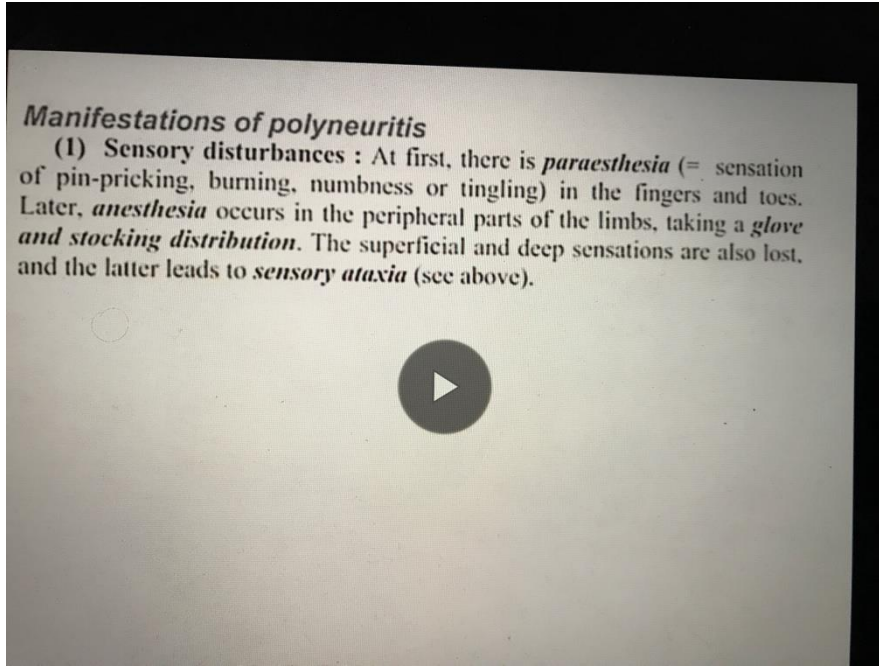 Manifestations of polyneuritis
(1) Sensory disturbances : At first, there is paraesthesia (= sensation
of pin-pricking, burning, numbness or tingling) in the fingers and toes.
Later, anesthesia occurs in the peripheral parts of the limbs, taking a glove
and stocking distribution. The superficial and deep sensations are also lost,
and the latter leads to sensory ataxia (see above).